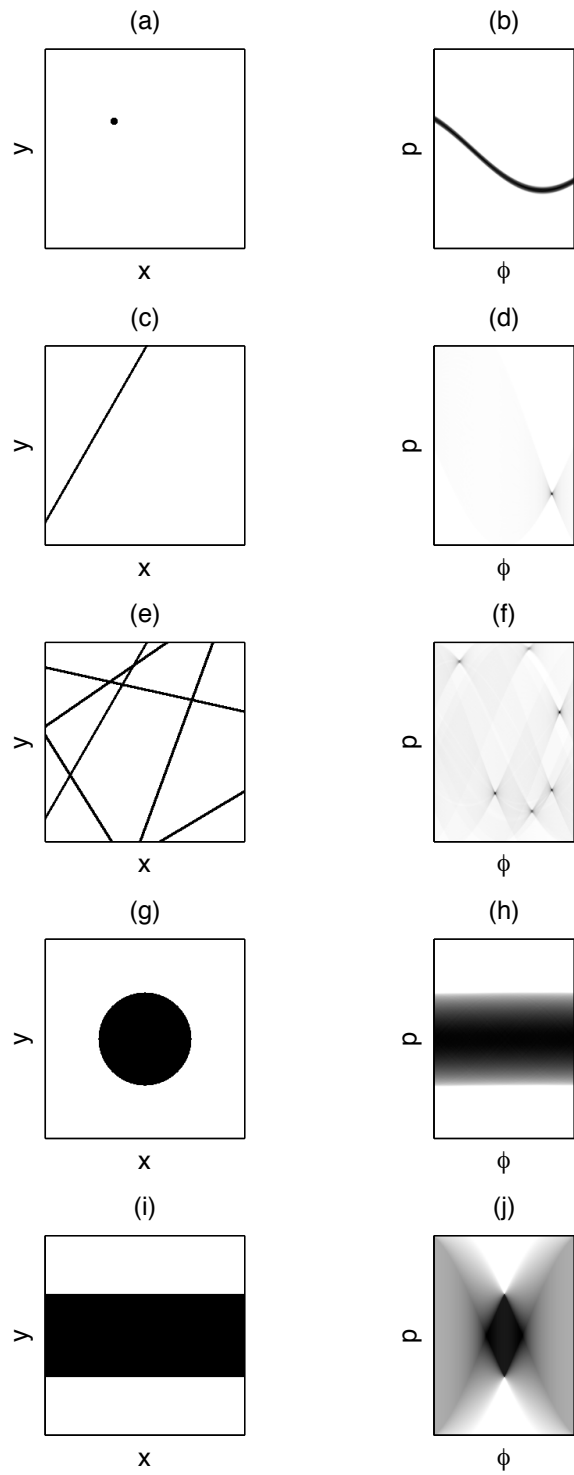 (a) (b)
y p
x ϕ
(c) (d)
y p
x ϕ
(e) (f)
y p
x ϕ
(g) (h)
y p
x ϕ
(i) (j)
y p
x ϕ